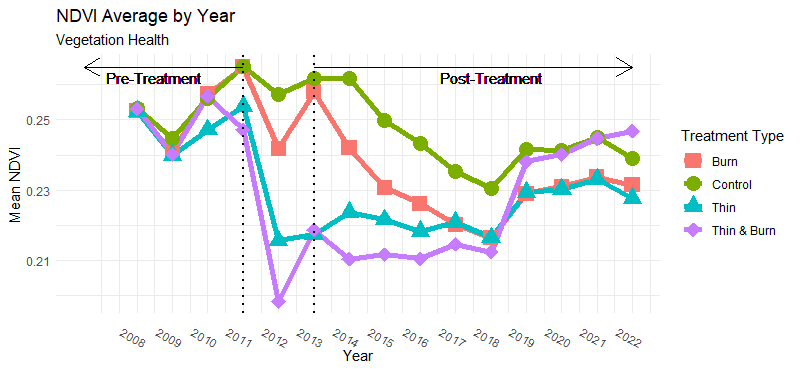 NDVI Average by Year
Vegetation Health
Pre-Treatment
Post-Treatment
0.25
0.23
0.21
Mean NDVI
2008 2009 2010 2011 2012 2013 2014 2015 2016 2017 2018 2019 2020 2021 2022
Year
Treatment Type
Burn
Control
Thin
Thin & Burn